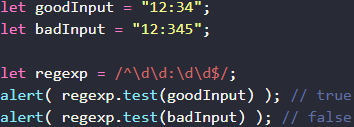 let goodInput = "12:34";
let badInput = "12:345";
let regexp = /^\d\d:\d\d$/;
alert( regexp.test(goodInput) ); // true
alert( regexp.test(badInput) ); // false